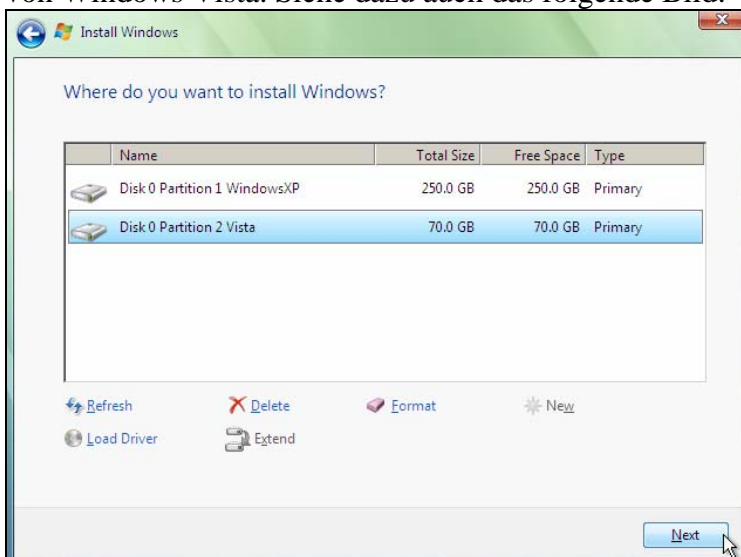 von Windows Vista. Siehe dazu auch das folgende Bild.
Install Windows
Where do you want to install Windows?
Name Total Size Free Space Type
Disk 0 Partition 1 WindowsXP 250.0 GB 250.0 GB Primary
Disk 0 Partition 2 Vista 70.0 GB 70.0 GB Primary
Refresh Delete Format New
Load Driver Extend
Next